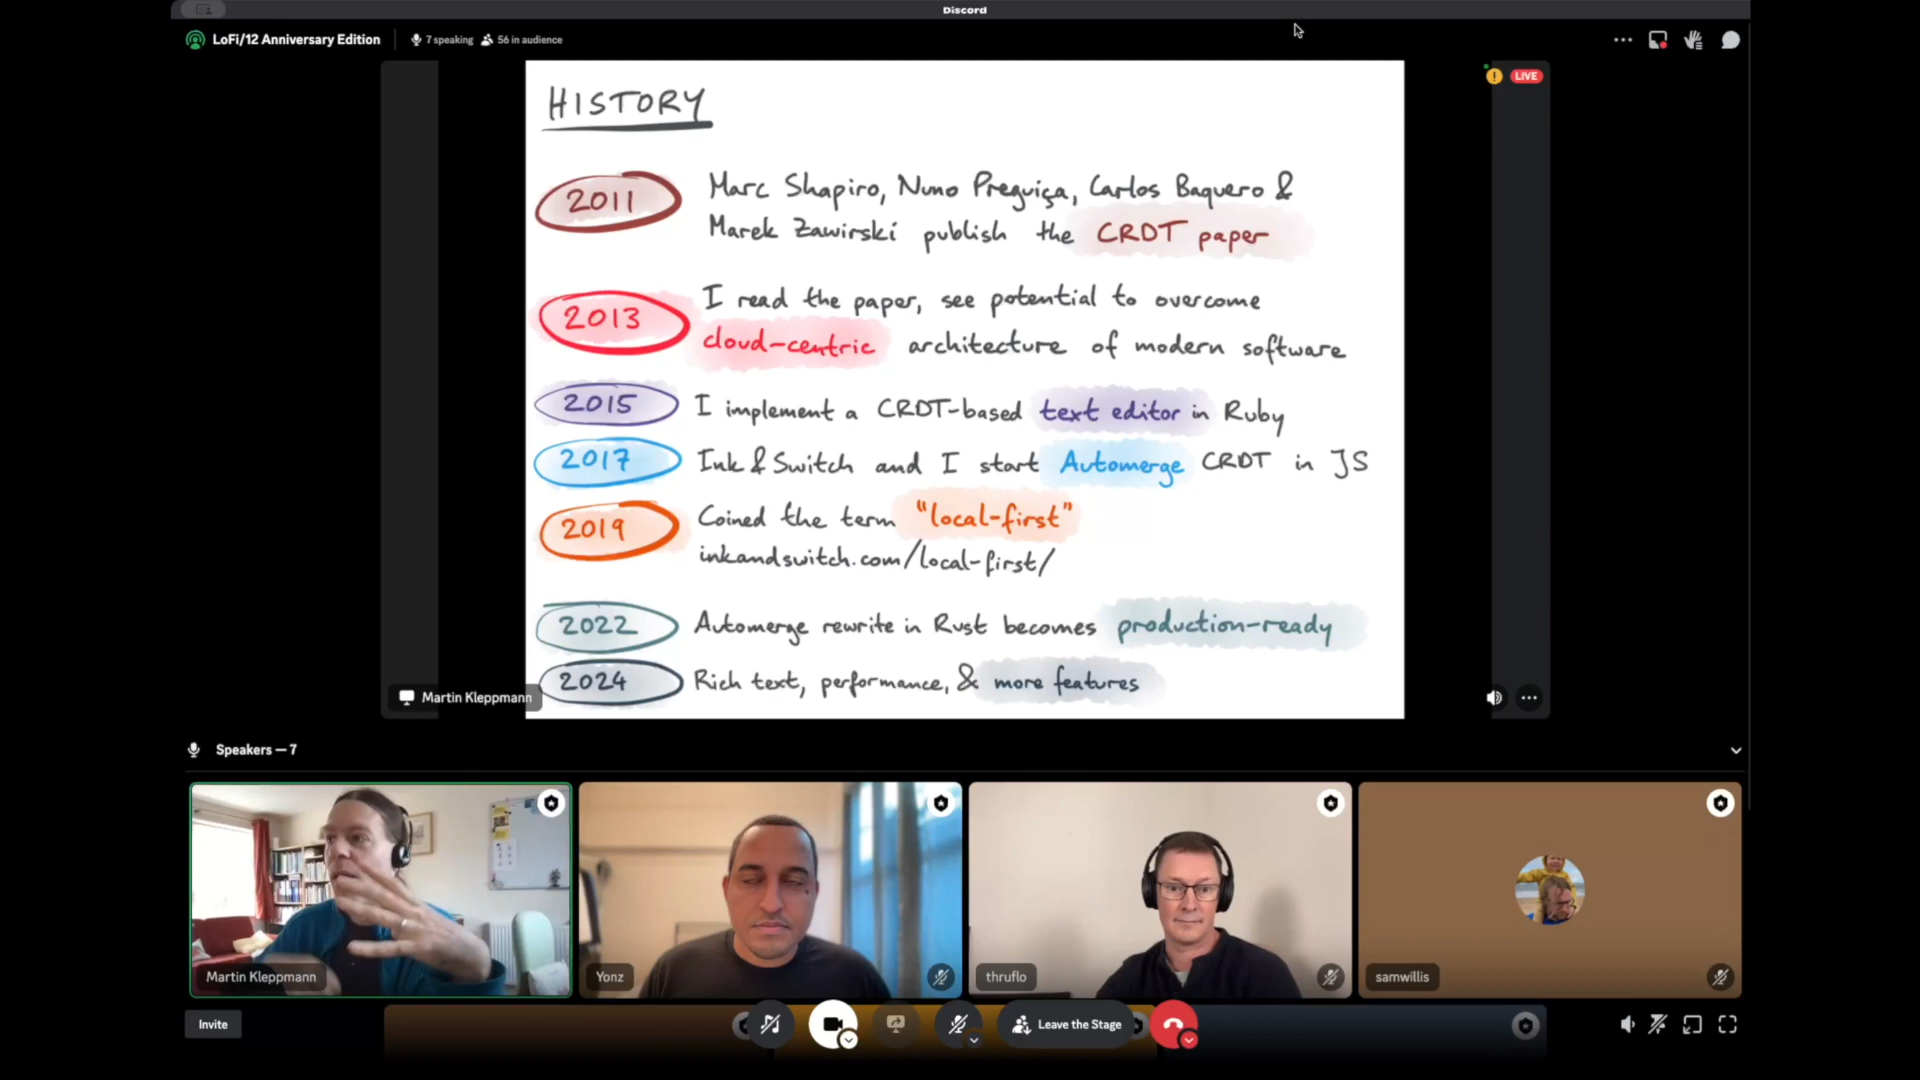 Discord
LoFi/12 Anniversary Edition
7 speaking
56 in audience
LIVE
HISTORY
2011
Marc Shapiro, Nuno Preguiça, Carlos Baquero &
Marek Zawirski publish the CRDT paper
2013
I read the paper, see potential to overcome
cloud-centric architecture of modern software
2015
I implement a CRDT-based text editor in Ruby
2017
Ink & Switch and I start Automerge CRDT in JS
2019
Coined the term "local-first"
inkandswitch.com/local-first/
2022
Automerge rewrite in Rust becomes production-ready
2024
Rich text, performance, & more features
Martin Kleppmann
Speakers — 7
Martin Kleppmann
Yonz
thruflo
samwillis
Invite
Leave the Stage